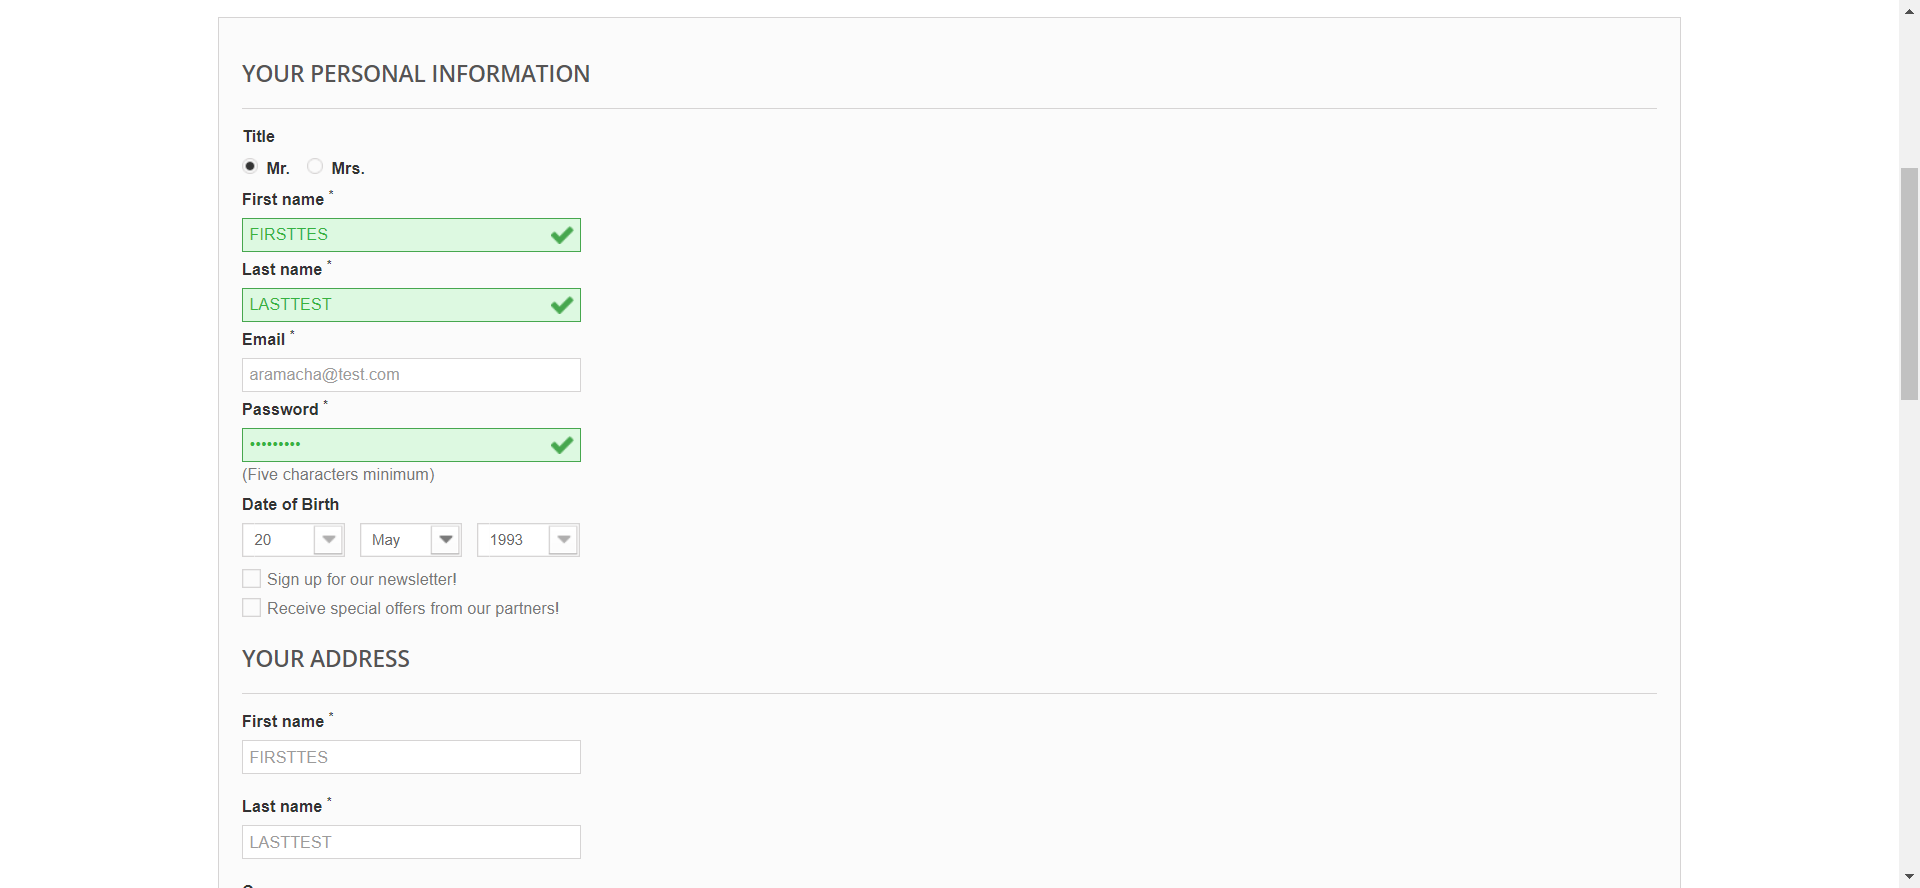 YOUR PERSONAL INFORMATION
Title
Mr. Mrs.
First name *
FIRSTTES
Last name *
LASTTEST
Email *
aramacha@test.com
Password *
•••••••••
(Five characters minimum)
Date of Birth
20 May 1993
Sign up for our newsletter!
Receive special offers from our partners!
YOUR ADDRESS
First name *
FIRSTTES
Last name *
LASTTEST